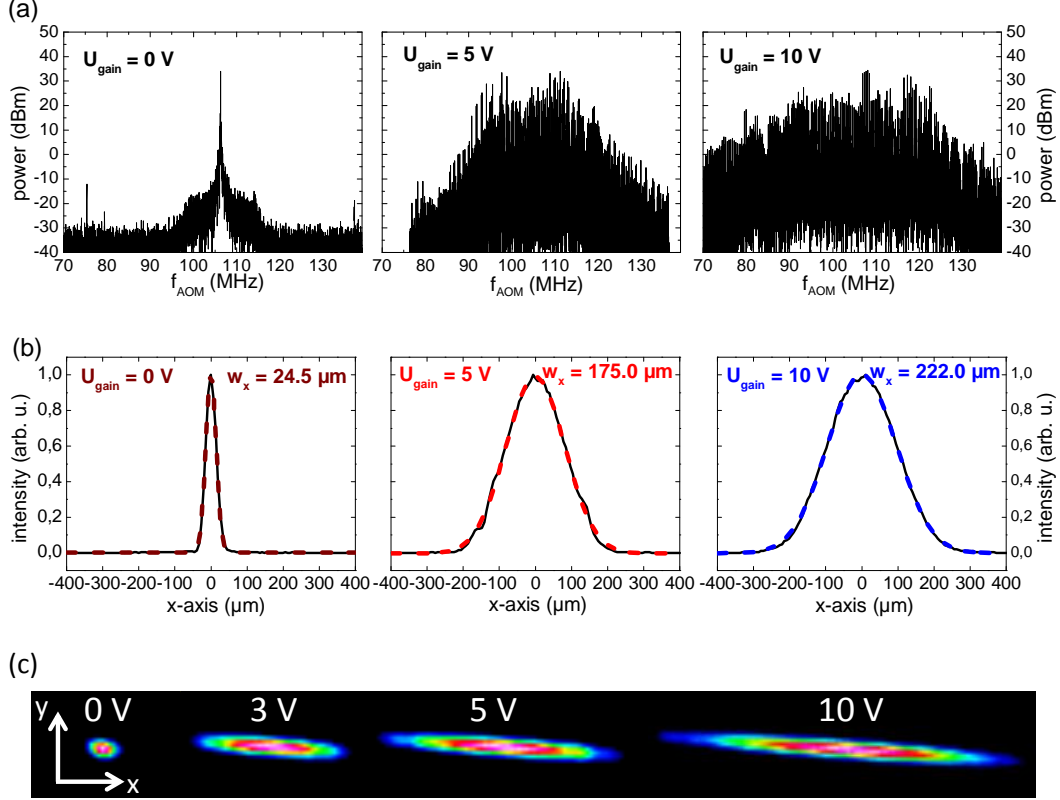 (a)
U_gain = 0 V
U_gain = 5 V
U_gain = 10 V
50
40
30
20
10
0
-10
-20
-30
-40
power (dBm)
70 80 90 100 110 120 130
f_AOM (MHz)
70 80 90 100 110 120 130
f_AOM (MHz)
70 80 90 100 110 120 130
f_AOM (MHz)
50
40
30
20
10
0
-10
-20
-30
-40
power (dBm)
(b)
U_gain = 0 V
w_x = 24.5 µm
U_gain = 5 V
w_x = 175.0 µm
U_gain = 10 V
w_x = 222.0 µm
1,0
0,8
0,6
0,4
0,2
0,0
intensity (arb. u.)
-400 -300 -200 -100 0 100 200 300 400
x-axis (µm)
-400 -300 -200 -100 0 100 200 300 400
x-axis (µm)
-400 -300 -200 -100 0 100 200 300 400
x-axis (µm)
1,0
0,8
0,6
0,4
0,2
0,0
intensity (arb. u.)
(c)
y
0 V
3 V
5 V
10 V
x